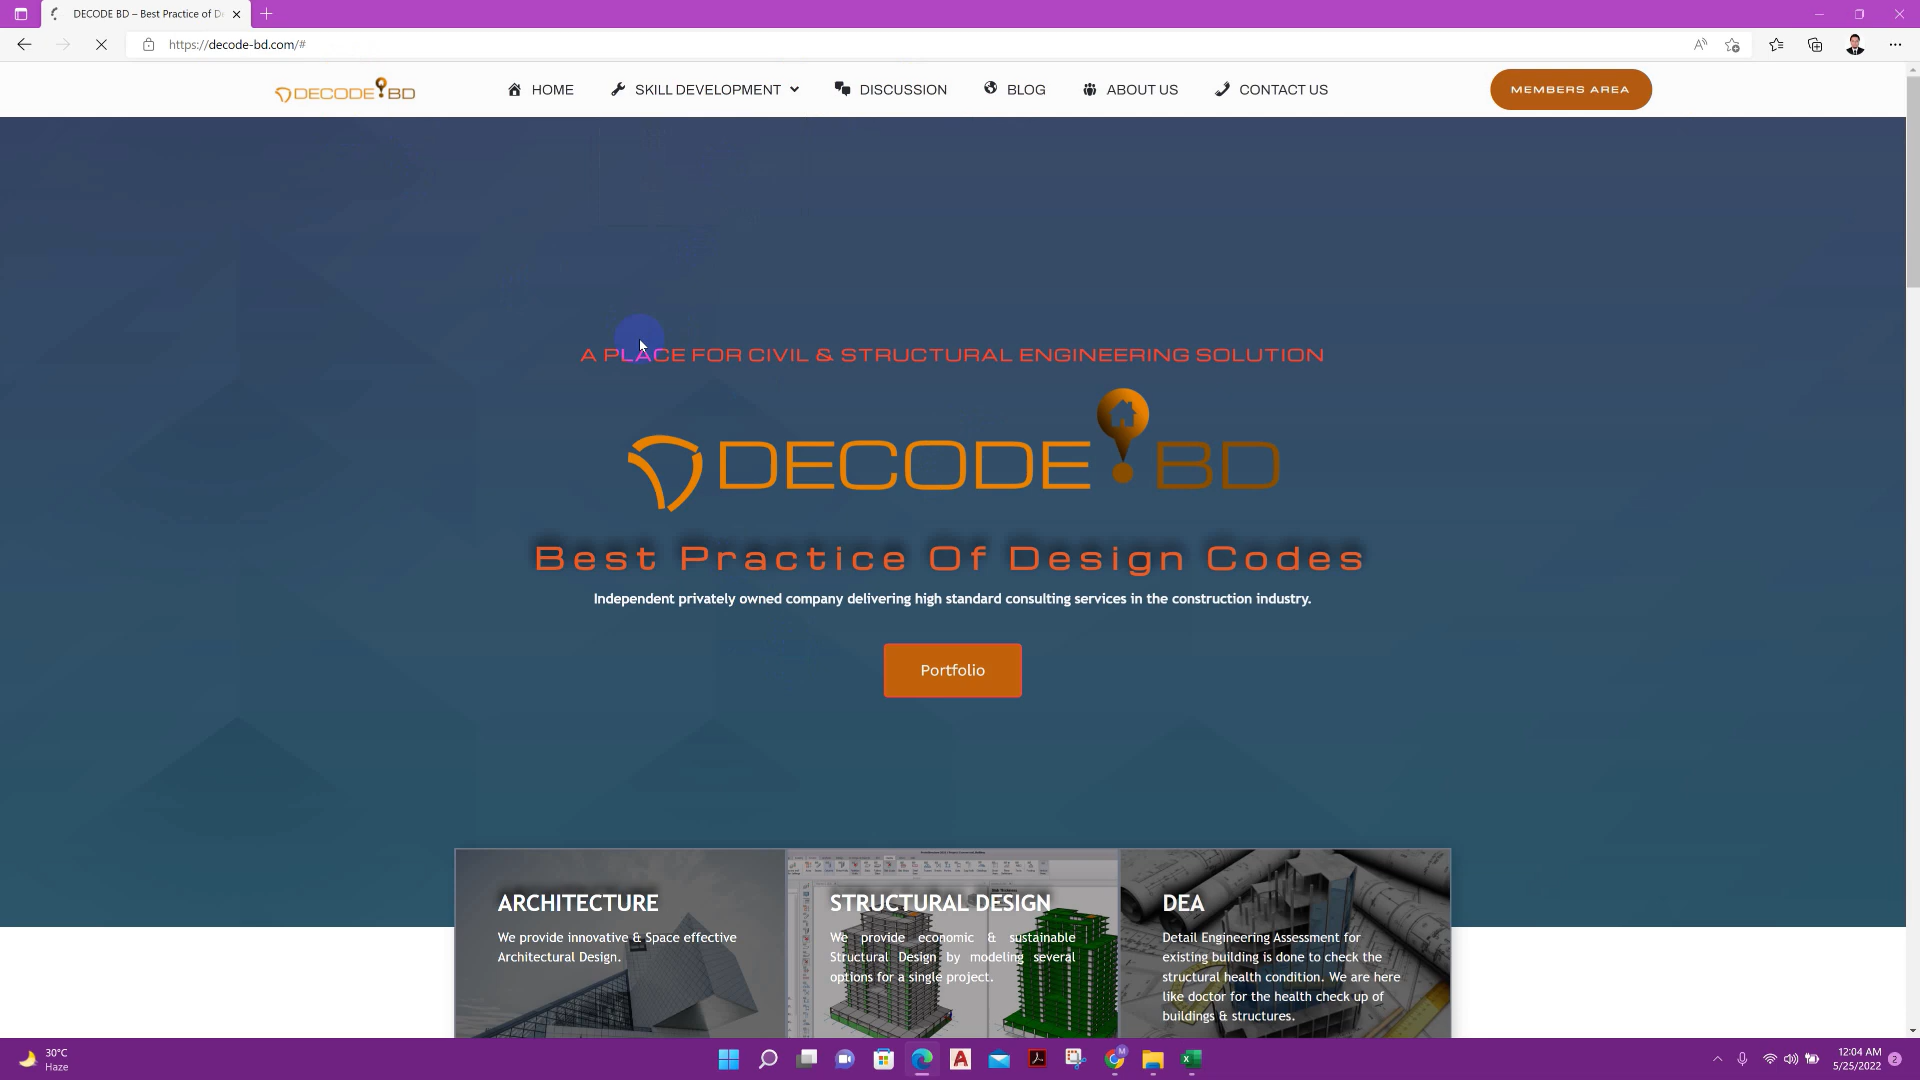 DECODE BD – Best Practice of D
https://decode-bd.com/#
DECODE BD
HOME
SKILL DEVELOPMENT
DISCUSSION
BLOG
ABOUT US
CONTACT US
MEMBERS AREA
A PLACE FOR CIVIL & STRUCTURAL ENGINEERING SOLUTION
DECODE BD
Best Practice Of Design Codes
Independent privately owned company delivering high standard consulting services in the construction industry.
Portfolio
ARCHITECTURE
We provide innovative & Space effective
Architectural Design.
STRUCTURAL DESIGN
We provide economic & sustainable
Structural Design by modeling several
options for a single project.
DEA
Detail Engineering Assessment for
existing building is done to check the
structural health condition. We are here
like doctor for the health check up of
buildings & structures.
30°C
Haze
12:04 AM
5/25/2022
2